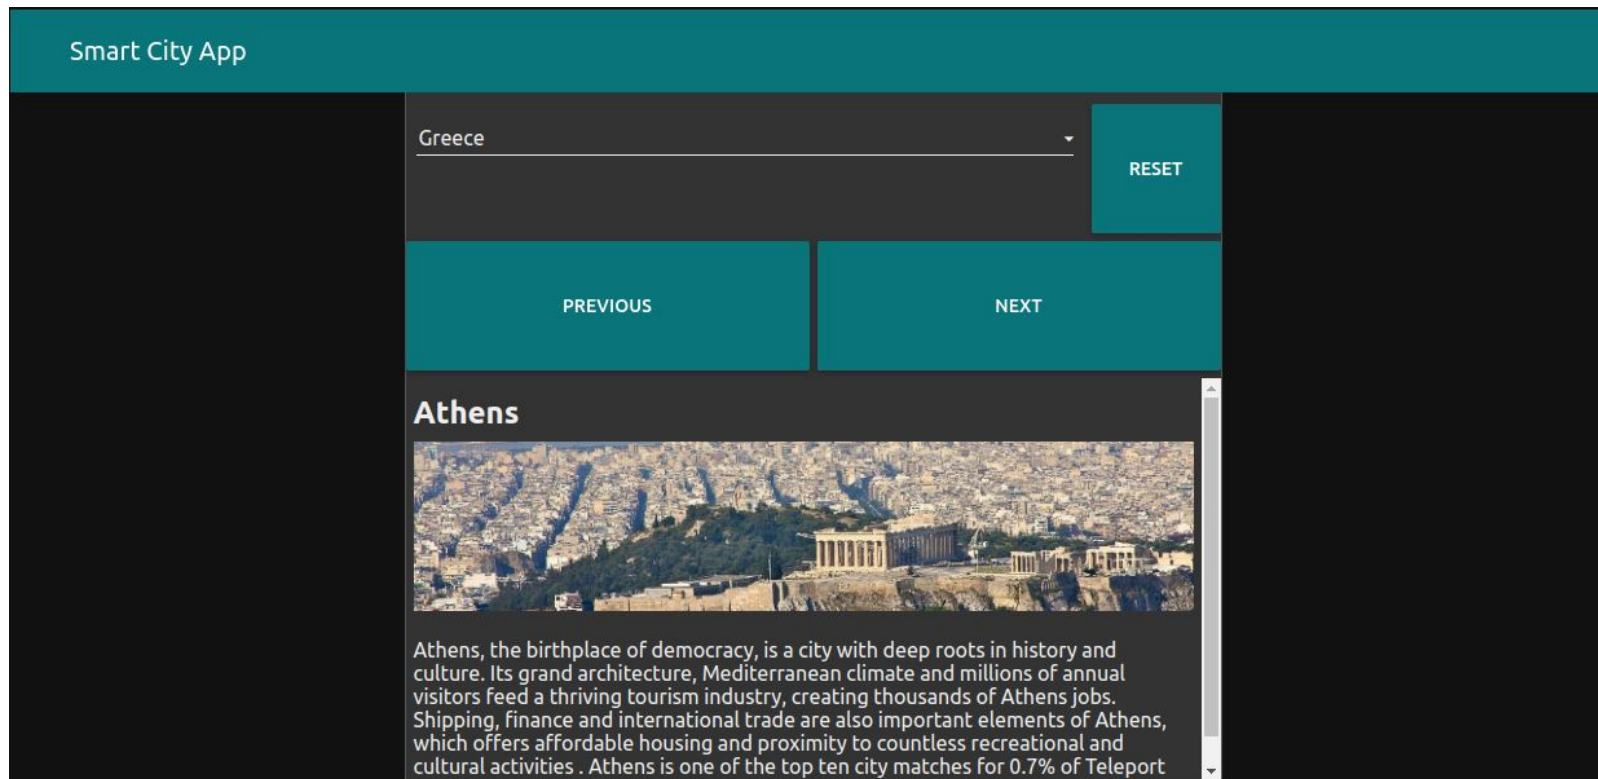 Smart City App
Greece
RESET
PREVIOUS
NEXT
Athens
Athens, the birthplace of democracy, is a city with deep roots in history and
culture. Its grand architecture, Mediterranean climate and millions of annual
visitors feed a thriving tourism industry, creating thousands of Athens jobs.
Shipping, finance and international trade are also important elements of Athens,
which offers affordable housing and proximity to countless recreational and
cultural activities . Athens is one of the top ten city matches for 0.7% of Teleport